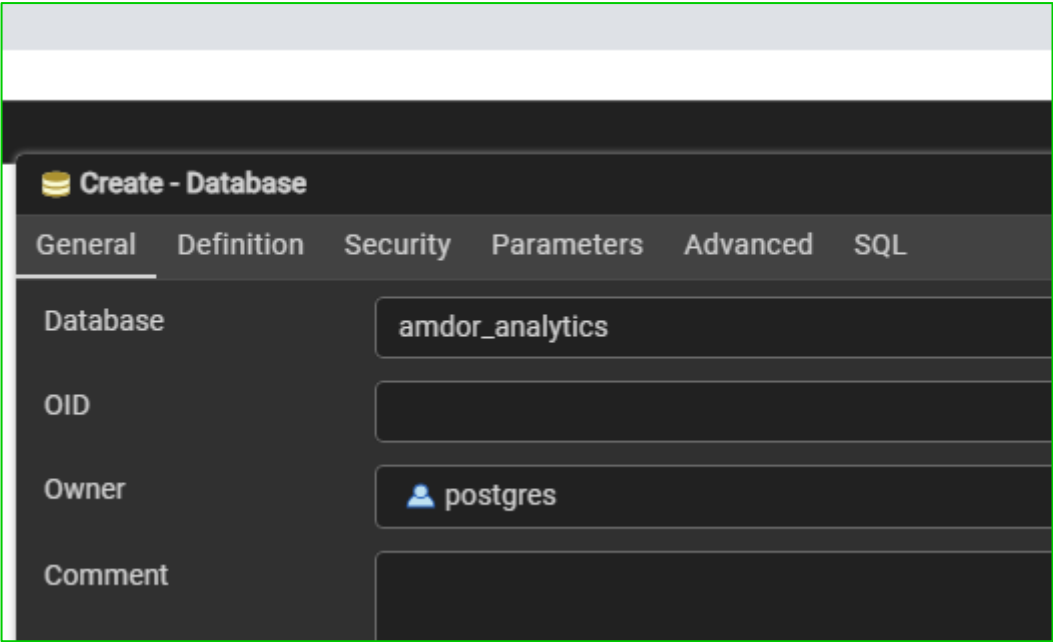 Create - Database
General Definition Security Parameters Advanced SQL
Database amdor_analytics
OID
Owner postgres
Comment